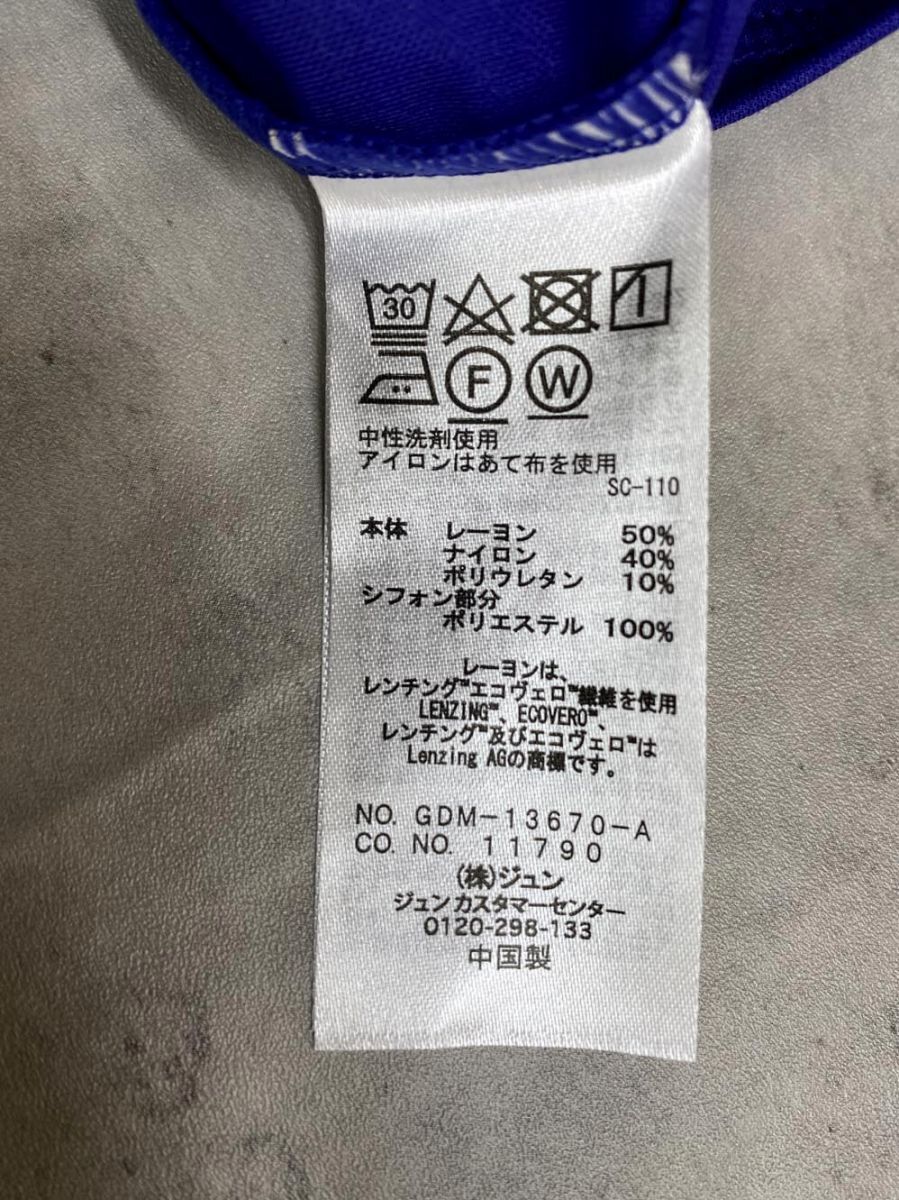 30
F W
中性洗剤使用
アイロンはあて布を使用
SC-110
本体 レーヨン 50%
ナイロン 40%
ポリウレタン 10%
シフォン部分
ポリエステル 100%
レーヨンは、
レンチング™エコヴェロ™繊維を使用
LENZING™、ECOVERO™、
レンチング™及びエコヴェロ™は
Lenzing AGの商標です。
NO. GDM-13670-A
CO. NO. 11790
(株)ジュン
ジュンカスタマーセンター
0120-298-133
中国製